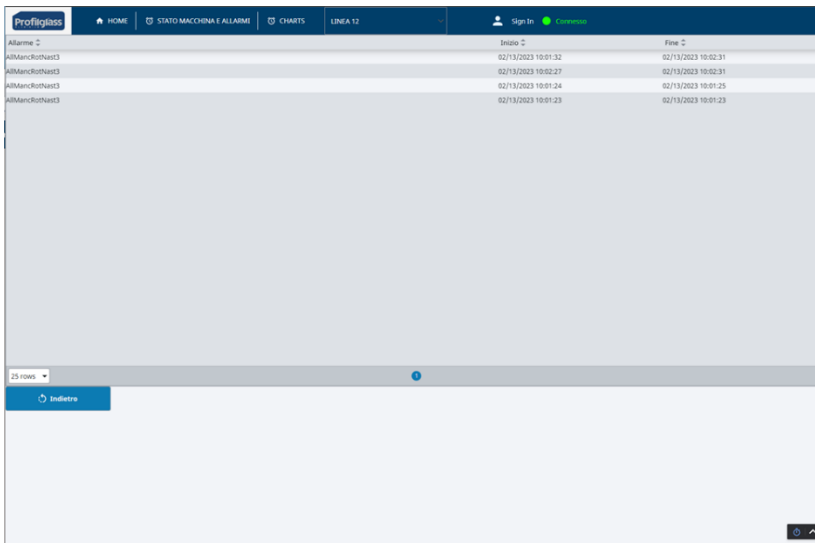 Profilglass HOME STATO MACCHINA E ALLARMI CHARTS LINEA 12 Sign In Connesso
Allarme Inizio Fine
AllMancRotNast3 02/13/2023 10:01:32 02/13/2023 10:02:31
AllMancRotNast3 02/13/2023 10:02:27 02/13/2023 10:02:31
AllMancRotNast3 02/13/2023 10:01:24 02/13/2023 10:01:25
AllMancRotNast3 02/13/2023 10:01:23 02/13/2023 10:01:23
25 rows 1
Indietro